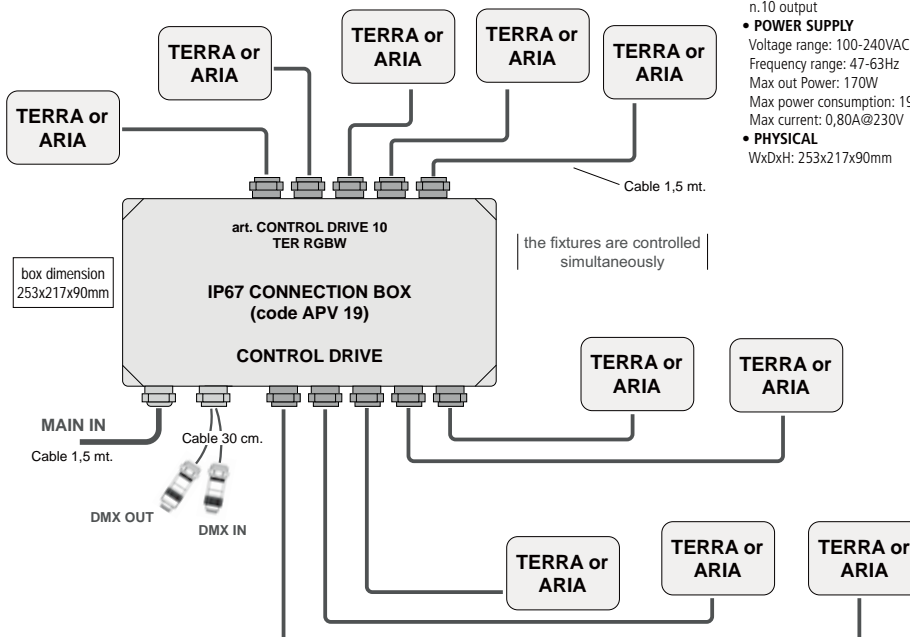 n.10 output
• POWER SUPPLY
Voltage range: 100-240VAC
Frequency range: 47-63Hz
Max out Power: 170W
Max power consumption: 19
Max current: 0,80A@230V
• PHYSICAL
WxDxH: 253x217x90mm
TERRA or
ARIA
TERRA or
ARIA
TERRA or
ARIA
TERRA or
ARIA
TERRA or
ARIA
Cable 1,5 mt.
art. CONTROL DRIVE 10
TER RGBW
the fixtures are controlled
simultaneously
box dimension
253x217x90mm
IP67 CONNECTION BOX
(code APV 19)
CONTROL DRIVE
TERRA or
ARIA
TERRA or
ARIA
MAIN IN
Cable 1,5 mt.
Cable 30 cm.
DMX OUT
DMX IN
TERRA or
ARIA
TERRA or
ARIA
TERRA or
ARIA